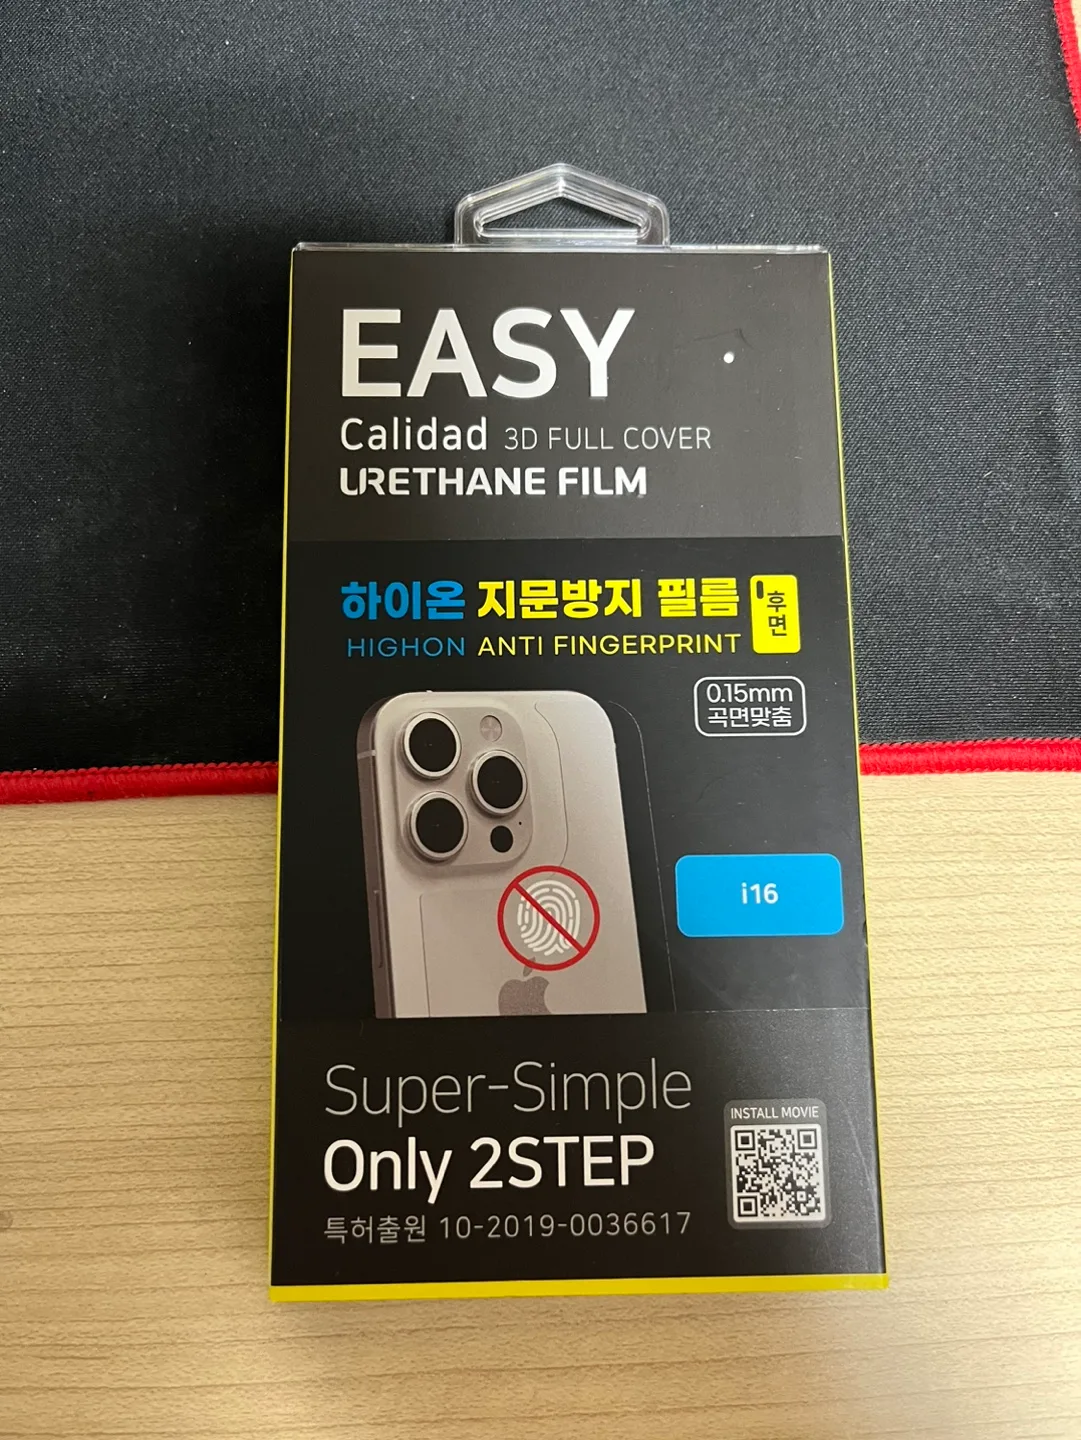 EASY
Calidad 3D FULL COVER
URETHANE FILM
하이온 지문방지 필름
후면
HIGHON ANTI FINGERPRINT
0.15mm
곡면맞춤
i16
Super-Simple
Only 2STEP
특허출원 10-2019-0036617
INSTALL MOVIE